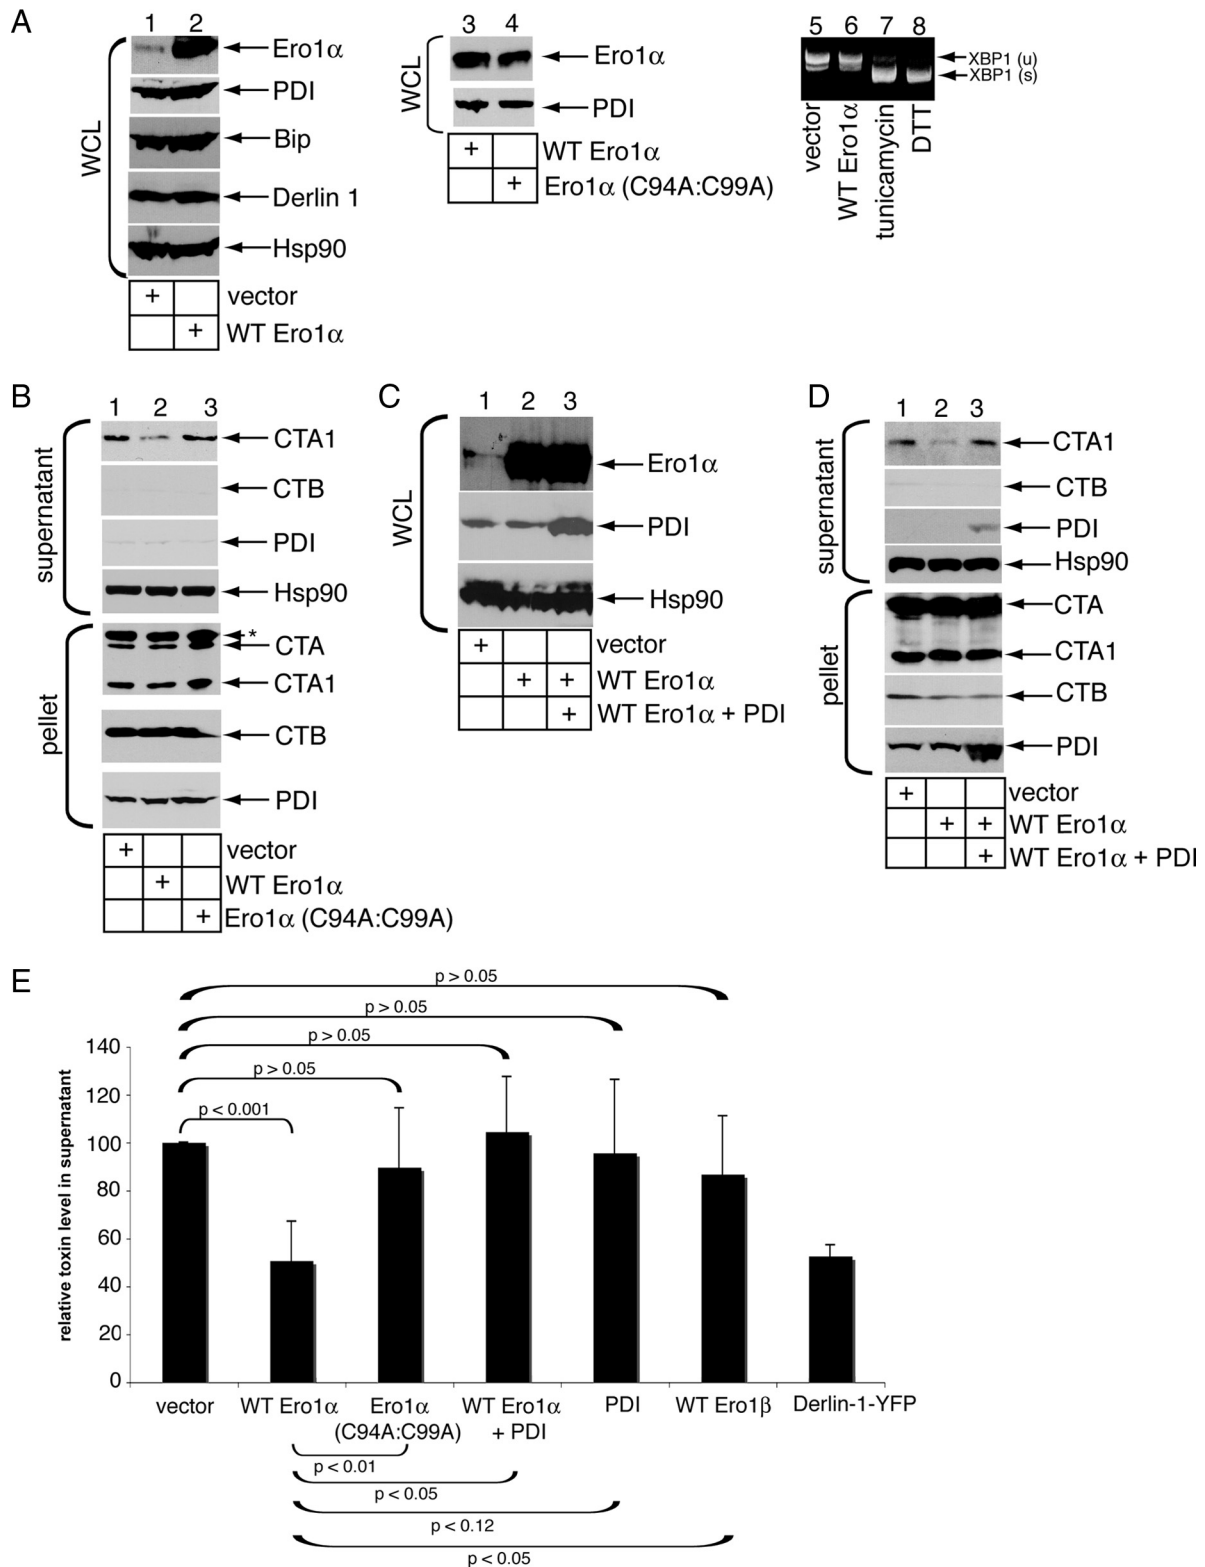 A
1 2
WCL
Ero1α
PDI
Bip
Derlin 1
Hsp90
+ vector
+ WT Ero1α
3 4
WCL
Ero1α
PDI
+ WT Ero1α
+ Ero1α (C94A:C99A)
5 6 7 8
XBP1 (u)
XBP1 (s)
vector
WT Ero1α
tunicamycin
DTT
B
1 2 3
supernatant
CTA1
CTB
PDI
Hsp90
pellet
*
CTA
CTA1
CTB
PDI
+ vector
+ WT Ero1α
+ Ero1α (C94A:C99A)
C
1 2 3
WCL
Ero1α
PDI
Hsp90
+ vector
+ + WT Ero1α
+ WT Ero1α + PDI
D
1 2 3
supernatant
CTA1
CTB
PDI
Hsp90
pellet
CTA
CTA1
CTB
PDI
+ vector
+ + WT Ero1α
+ WT Ero1α + PDI
E
p > 0.05
p > 0.05
p > 0.05
p > 0.05
p < 0.001
relative toxin level in supernatant
140
120
100
80
60
40
20
0
vector
WT Ero1α
Ero1α
(C94A:C99A)
WT Ero1α
+ PDI
PDI
WT Ero1β
Derlin-1-YFP
p < 0.01
p < 0.05
p < 0.12
p < 0.05